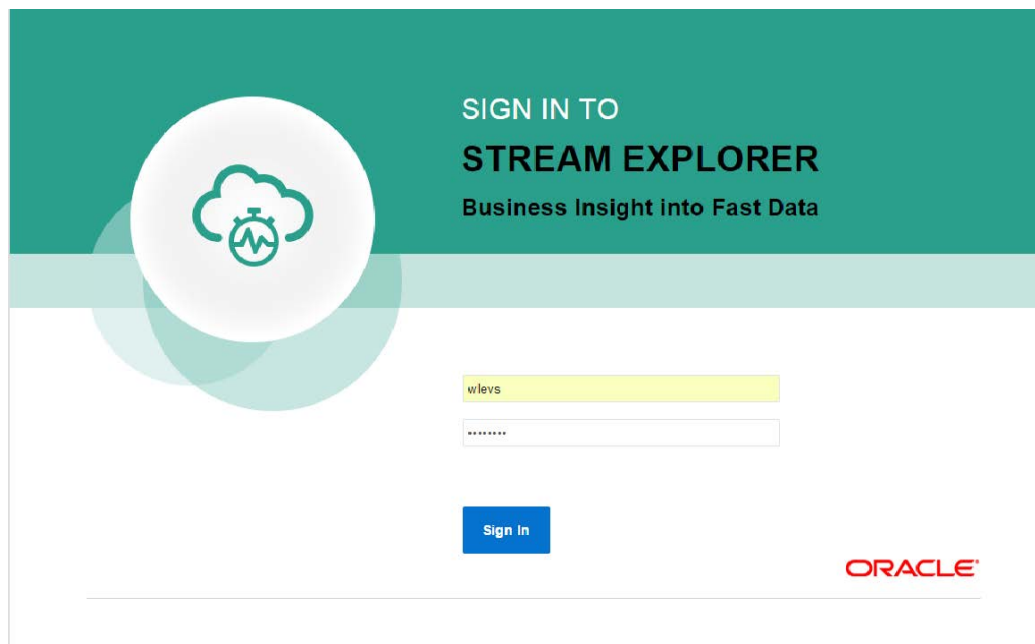 SIGN IN TO
STREAM EXPLORER
Business Insight into Fast Data
wlevs
••••••••
Sign In
ORACLE®